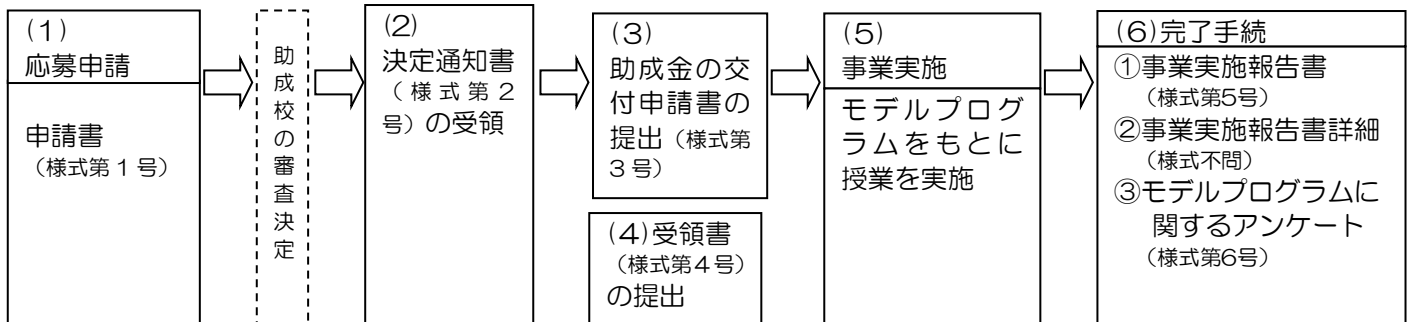 (1)
応募申請
申請書
（様式第１号）
助成校の審査決定
(2)
決定通知書
（様式第２
号）の受領
(3)
助成金の交
付申請書の
提出（様式第
３号）
(4)受領書
（様式第4号）
の提出
(5)
事業実施
モデルプログ
ラムをもとに
授業を実施
(6)完了手続
①事業実施報告書
（様式第5号）
②事業実施報告書詳細
（様式不問）
③モデルプログラムに
関するアンケート
（様式第6号）